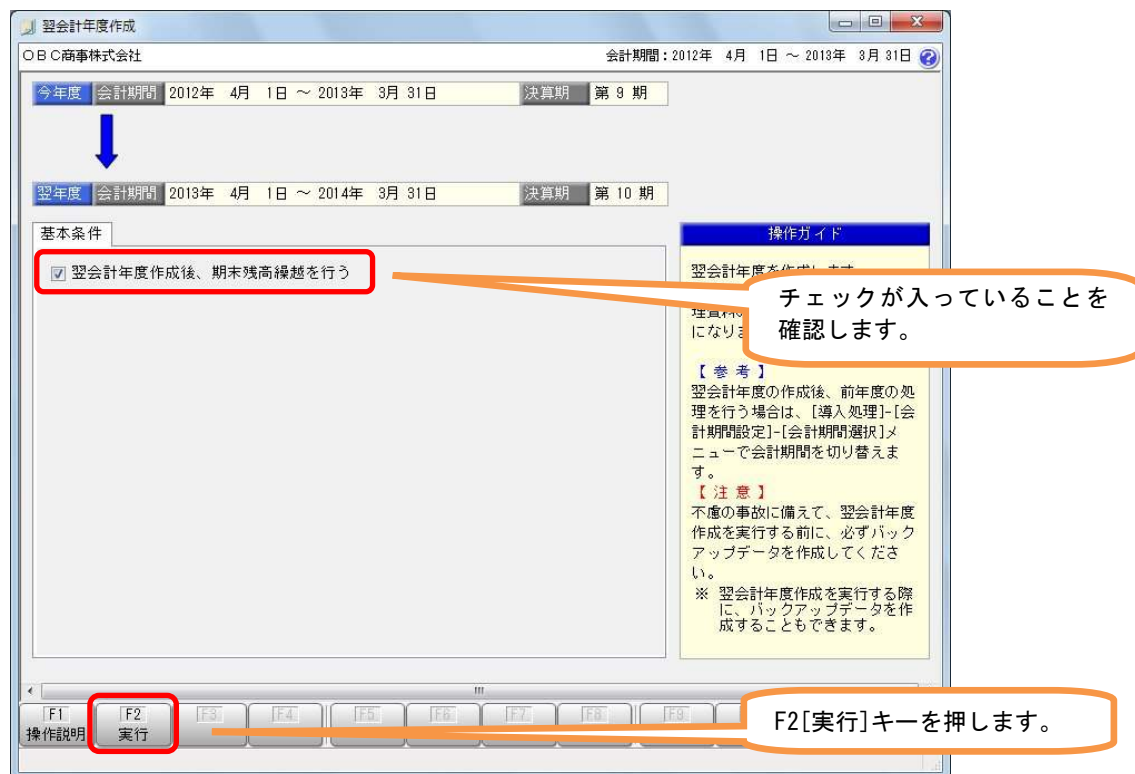 翌会計年度作成
ＯＢＣ商事株式会社 会計期間：2012年 4月 1日 ～ 2013年 3月 31日
今年度 会計期間 2012年 4月 1日 ～ 2013年 3月 31日 決算期 第 9 期
翌年度 会計期間 2013年 4月 1日 ～ 2014年 3月 31日 決算期 第 10 期
基本条件
翌会計年度作成後、期末残高繰越を行う
操作ガイド
翌会計年度を作成します
になりま
チェックが入っていることを
確認します。
【 参 考 】
翌会計年度の作成後、前年度の処
理を行う場合は、[導入処理]-[会
計期間設定]-[会計期間選択]メ
ニューで会計期間を切り替えま
す。
【 注 意 】
不慮の事故に備えて、翌会計年度
作成を実行する前に、必ずバック
アップデータを作成してくださ
い。
※ 翌会計年度作成を実行する際
に、バックアップデータを作
成することもできます。
F1 F2 F3 F4 F5 F6 F7 F8 F9
操作説明 実行
F2[実行]キーを押します。